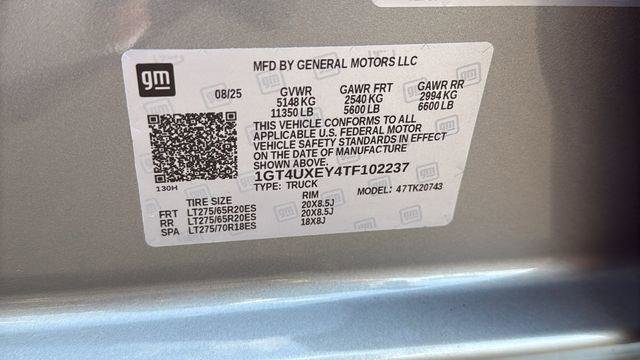 MFD BY GENERAL MOTORS LLC
gm
08/25 GVWR GAWR FRT GAWR RR
5148 KG 2540 KG 2994 KG
11350 LB 5600 LB 6600 LB
THIS VEHICLE CONFORMS TO ALL
APPLICABLE U.S. FEDERAL MOTOR
VEHICLE SAFETY STANDARDS IN EFFECT
ON THE DATE OF MANUFACTURE
SHOWN ABOVE.
1GT4UXEY4TF102237
130H TYPE: TRUCK MODEL: 47TK20743
TIRE SIZE RIM
FRT LT275/65R20ES 20X8.5J
RR LT275/65R20ES 20X8.5J
SPA LT275/70R18ES 18X8J